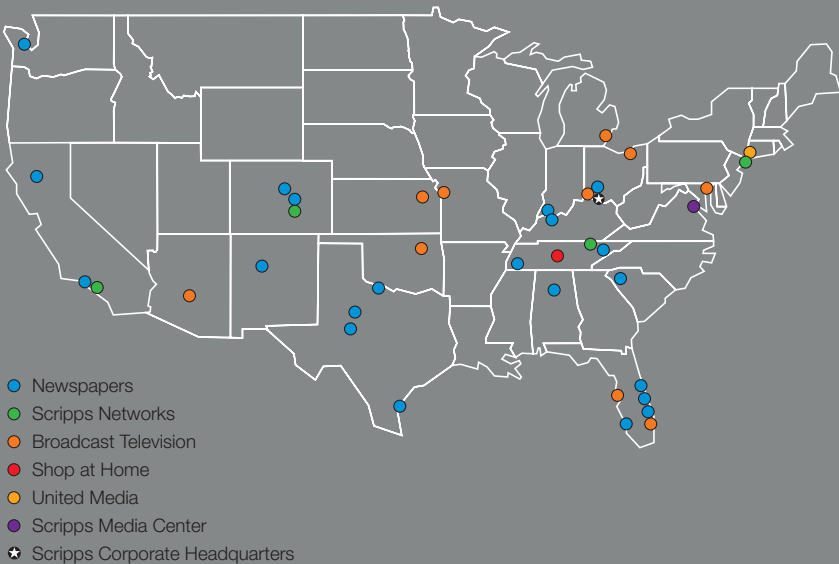 Newspapers
Scripps Networks
Broadcast Television
Shop at Home
United Media
Scripps Media Center
Scripps Corporate Headquarters